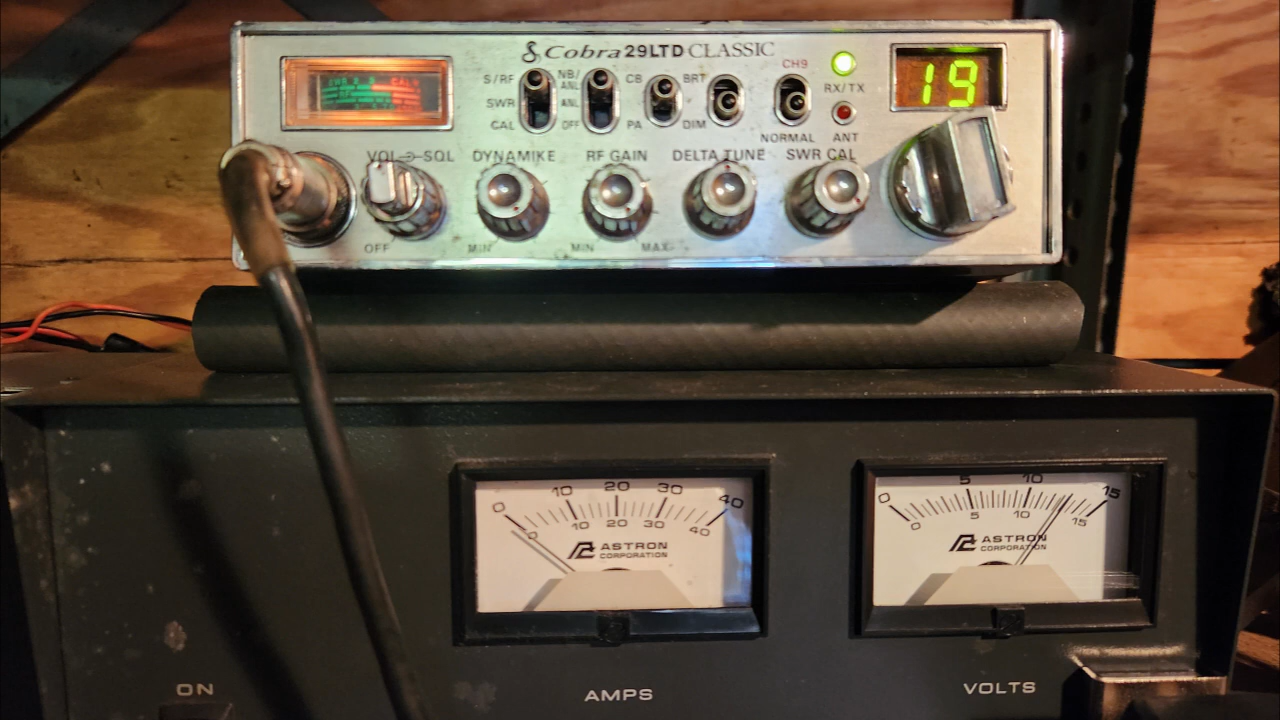 Cobra 29LTD CLASSIC
S/RF
SWR
CAL
NB/
ANL
ANL
OFF
CB
PA
BRT
DIM
CH9
NORMAL
RX/TX
ANT
19
VOL SQL
OFF
DYNAMIKE
MIN
RF GAIN
MIN MAX
DELTA TUNE
SWR CAL
0 10 20 30 40
0 10 20 30 40
ASTRON
CORPORATION
0 5 10 15
0 5 10 15
ASTRON
CORPORATION
ON
AMPS
VOLTS